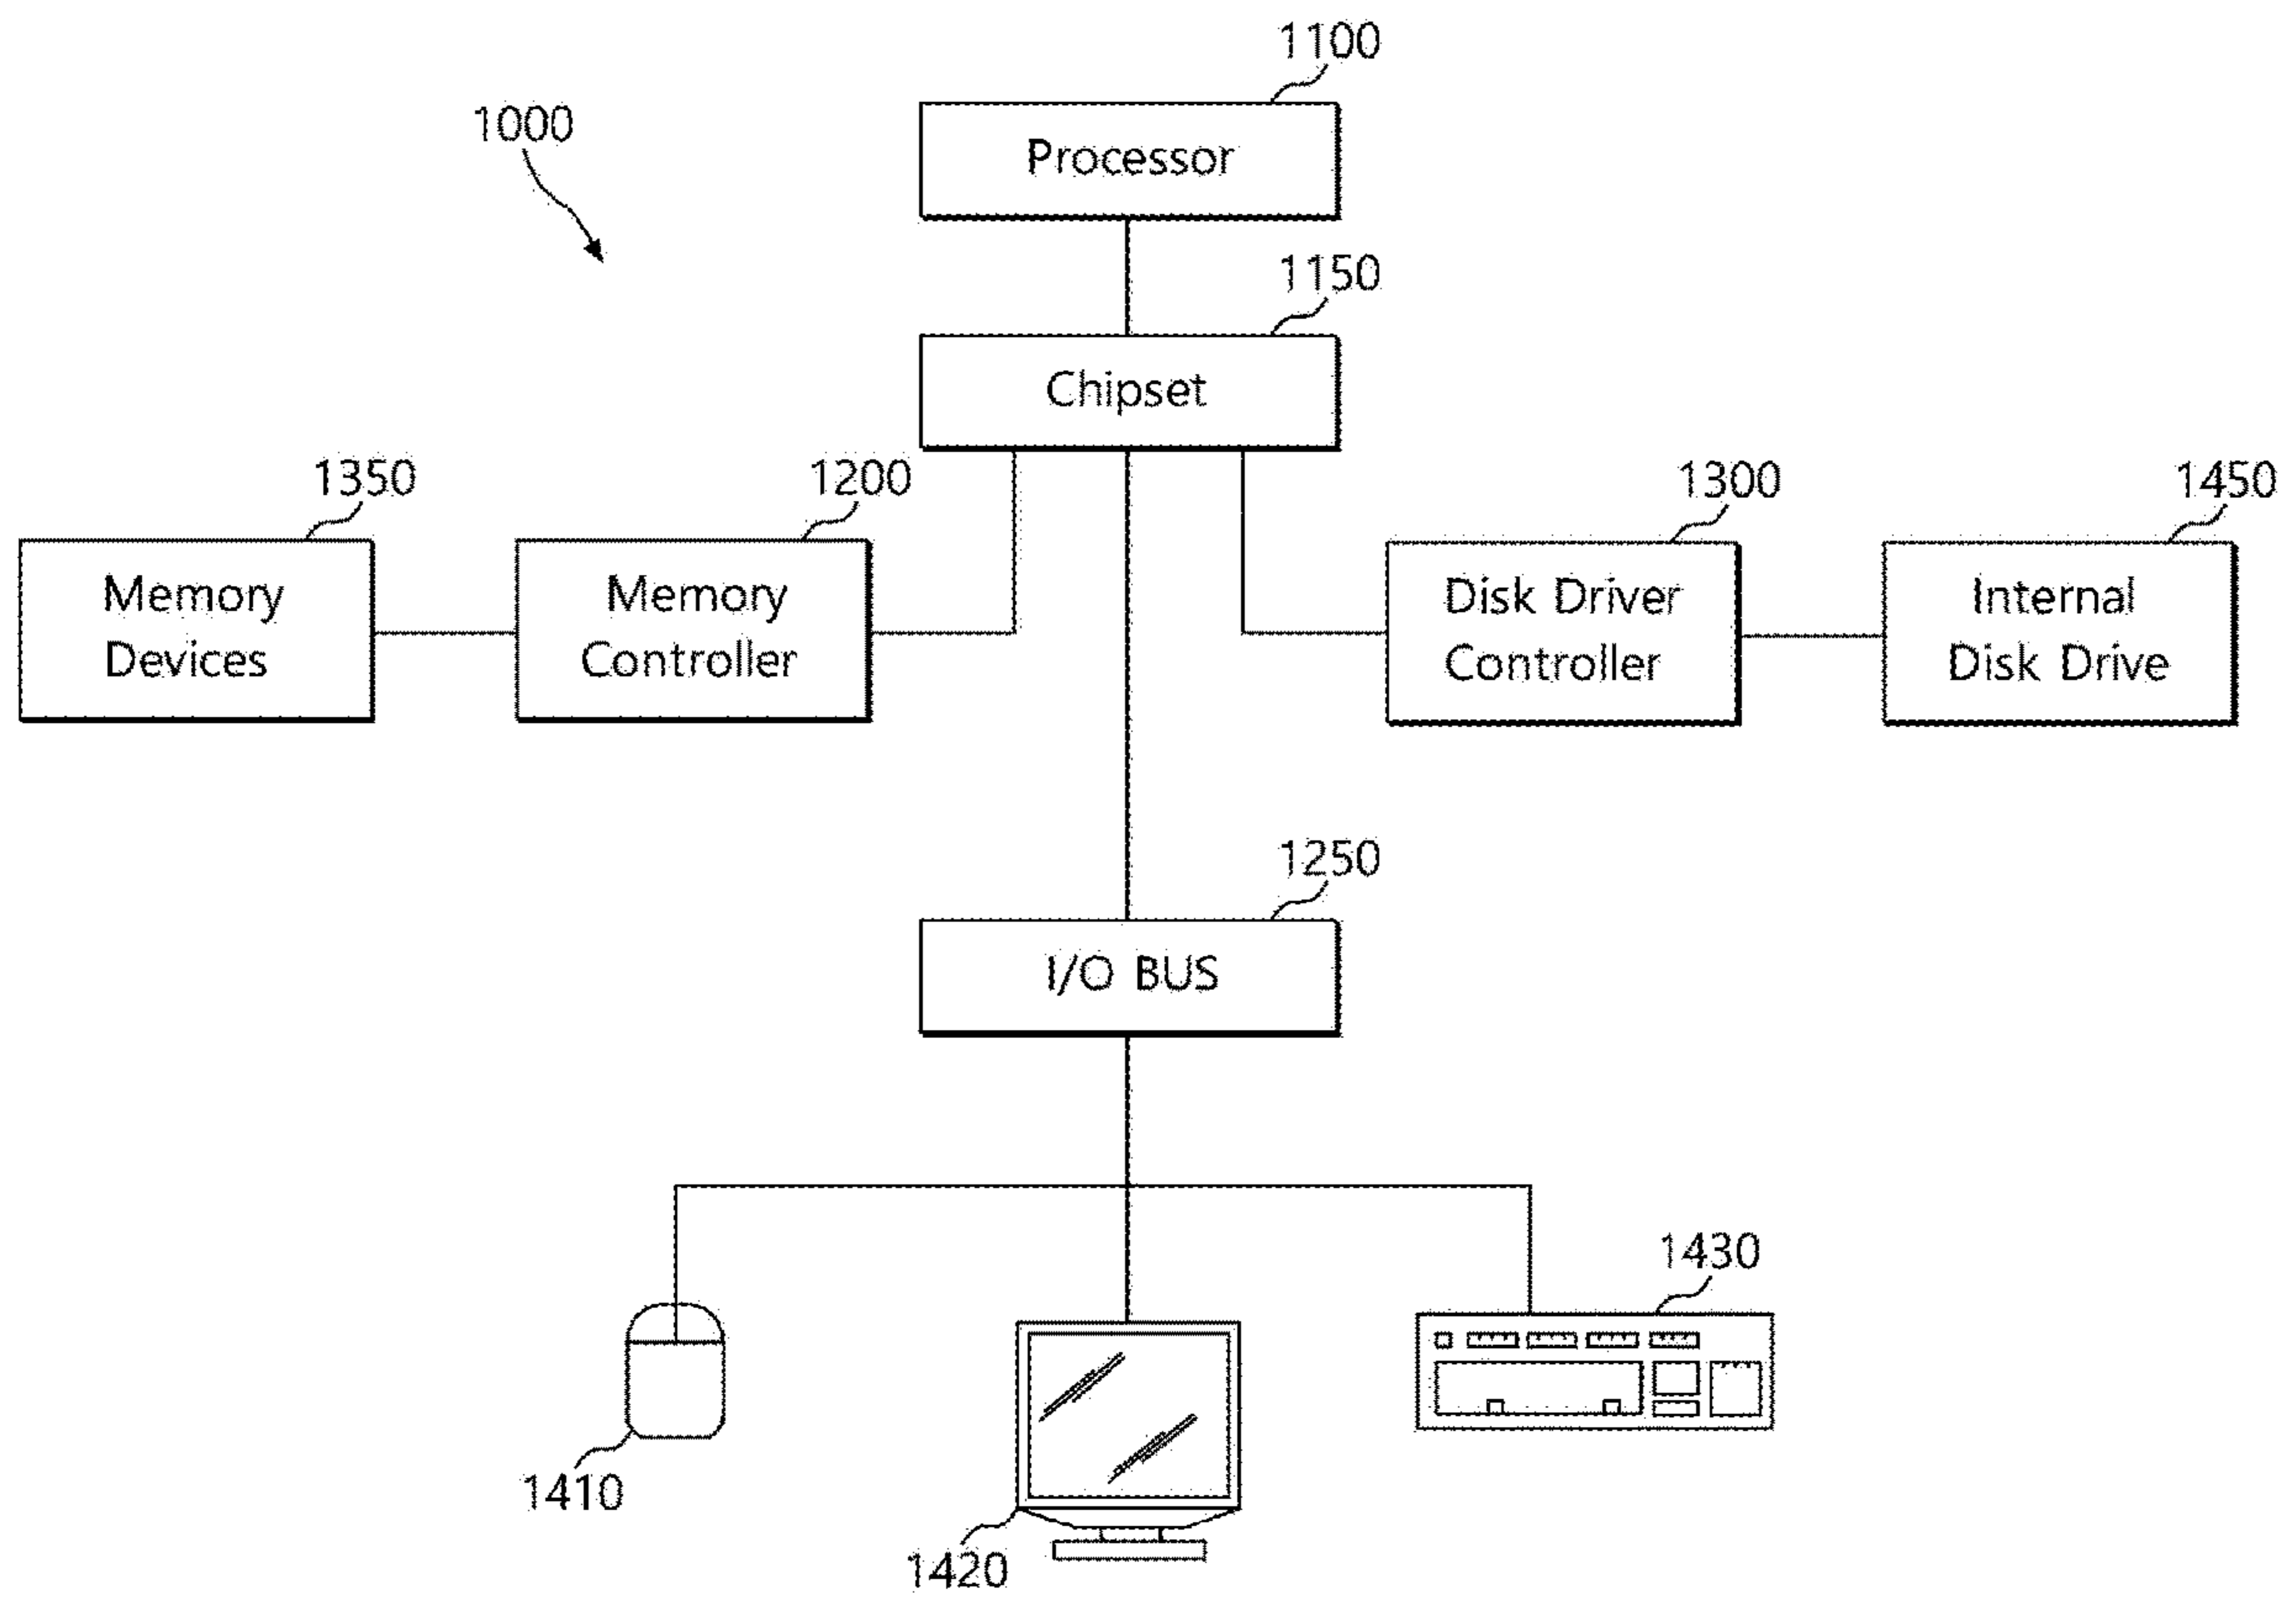 1100
1000
Processor
1150
Chipset
1350
1200
1300
1450
Memory
Devices
Memory
Controller
Disk Driver
Controller
Internal
Disk Drive
1250
I/O BUS
1430
1410
1420